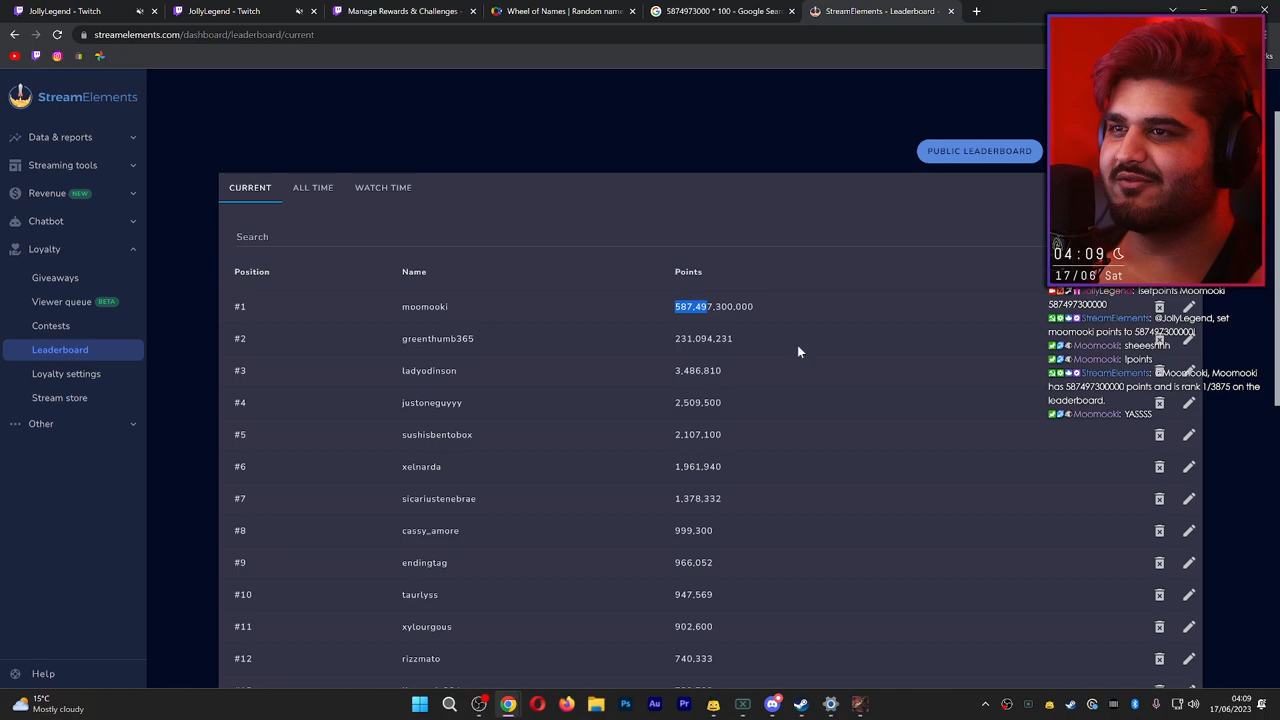 JollyLegend - Twitch
JollyLegend - Twitch
Manage Rewards & Challenges -
Wheel of Names | Random name
5874973000 * 100 - Google Sear
StreamElements - Leaderboard
streamelements.com/dashboard/leaderboard/current
StreamElements
Data & reports
Streaming tools
Revenue NEW
Chatbot
Loyalty
Giveaways
Viewer queue BETA
Contests
Leaderboard
Loyalty settings
Stream store
Other
Help
PUBLIC LEADERBOARD
CURRENT ALL TIME WATCH TIME
Search
Position Name Points
#1 moomooki 587,497,300,000
#2 greenthumb365 231,094,231
#3 ladyodinson 3,486,810
#4 justoneguyyy 2,509,500
#5 sushisbentobox 2,107,100
#6 xelnarda 1,961,940
#7 sicariustenebrae 1,378,332
#8 cassy_amore 999,300
#9 endingtag 966,052
#10 taurlyss 947,569
#11 xylourgous 902,600
#12 rizzmato 740,333
04:09
17/06 Sat
JollyLegend: !setpoints Moomooki
587497300000
StreamElements: @JollyLegend, set
moomooki points to 587497300000!
Moomooki: sheeeshhh
Moomooki: !points
StreamElements: @Moomooki, Moomooki
has 587497300000 points and is rank 1/3875 on the
leaderboard.
Moomooki: YASSSS
15°C
Mostly cloudy
04:09
17/06/2023